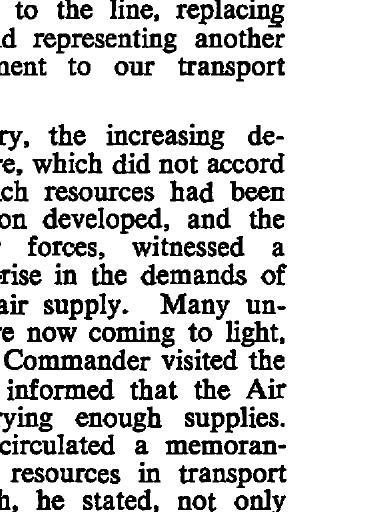 to the line, replacing
d representing another
ment to our transport
ry, the increasing de-
re, which did not accord
ch resources had been
on developed, and the
forces, witnessed a
rise in the demands of
air supply. Many un-
e now coming to light,
Commander visited the
informed that the Air
rying enough supplies.
circulated a memoran-
resources in transport
h, he stated, not only